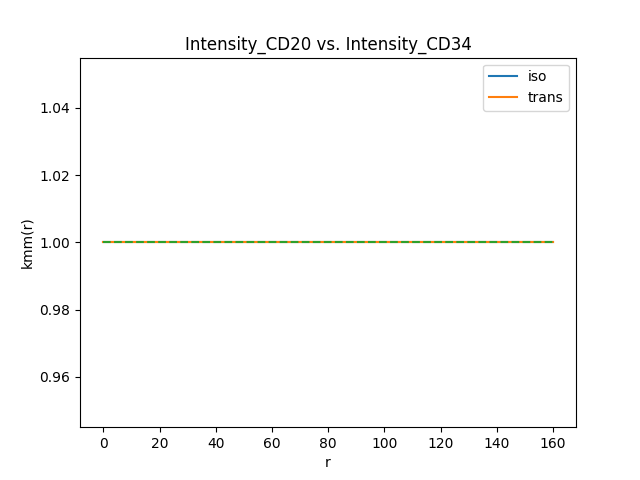 Intensity_CD20 vs. Intensity_CD34
iso
trans
1.04
1.02
1.00
0.98
0.96
kmm(r)
0 20 40 60 80 100 120 140 160
r